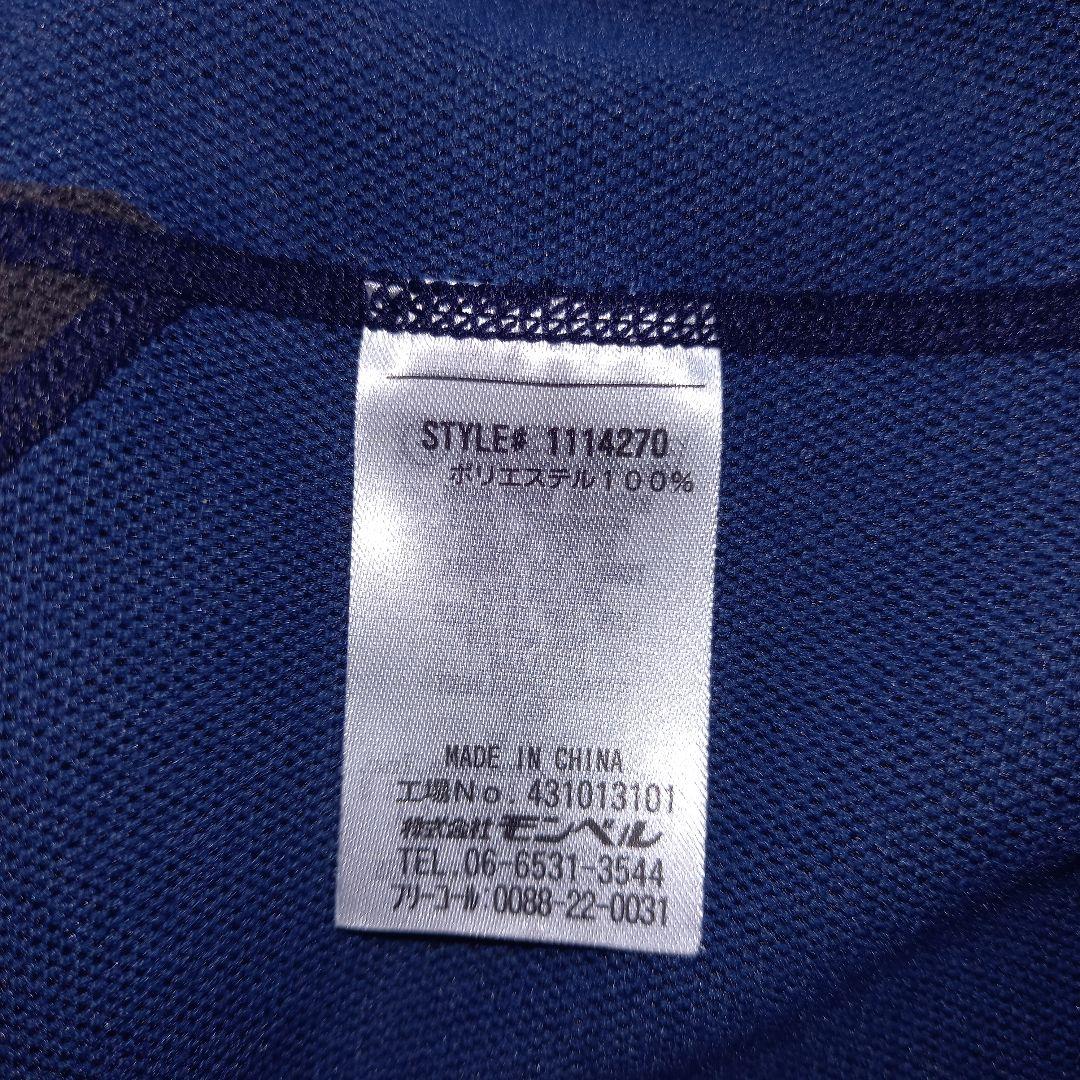 STYLE# 1114270
ポリエステル100%
MADE IN CHINA
工場No. 431013101
株式会社 モンベル
TEL.06-6531-3544
フリーコール:0088-22-0031